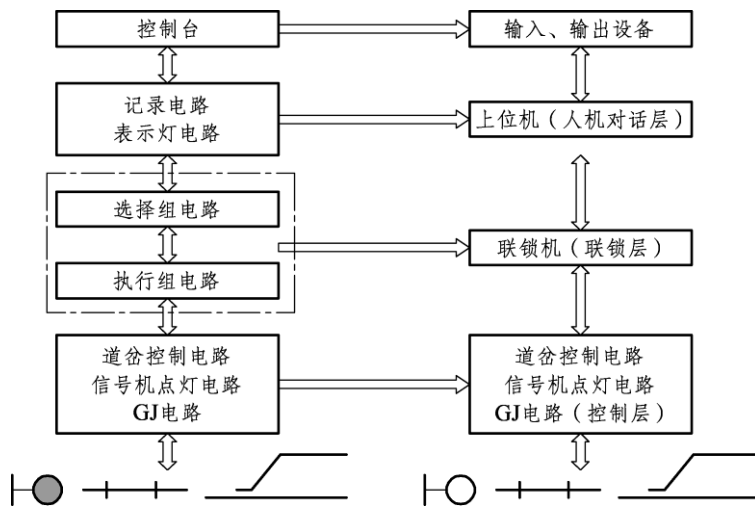 控制台
输入、输出设备
记录电路
表示灯电路
上位机（人机对话层）
选择组电路
执行组电路
联锁机（联锁层）
道岔控制电路
信号机点灯电路
GJ电路
道岔控制电路
信号机点灯电路
GJ电路（控制层）